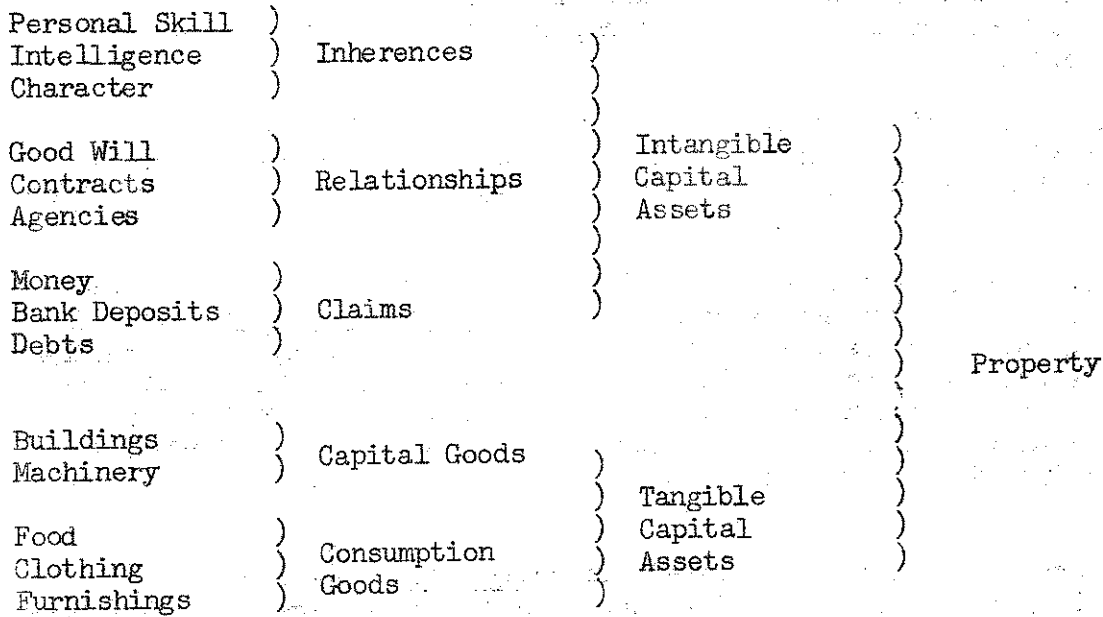 Personal Skill )
Intelligence ) Inherences )
Character ) )
)
Good Will ) ) Intangible )
Contracts ) Relationships ) Capital )
Agencies ) ) Assets )
) )
Money ) ) )
Bank Deposits ) Claims ) )
Debts ) )
) Property
Buildings ) )
Machinery ) Capital Goods ) )
) Tangible )
Food ) ) Capital )
Clothing ) Consumption ) Assets )
Furnishings ) Goods )